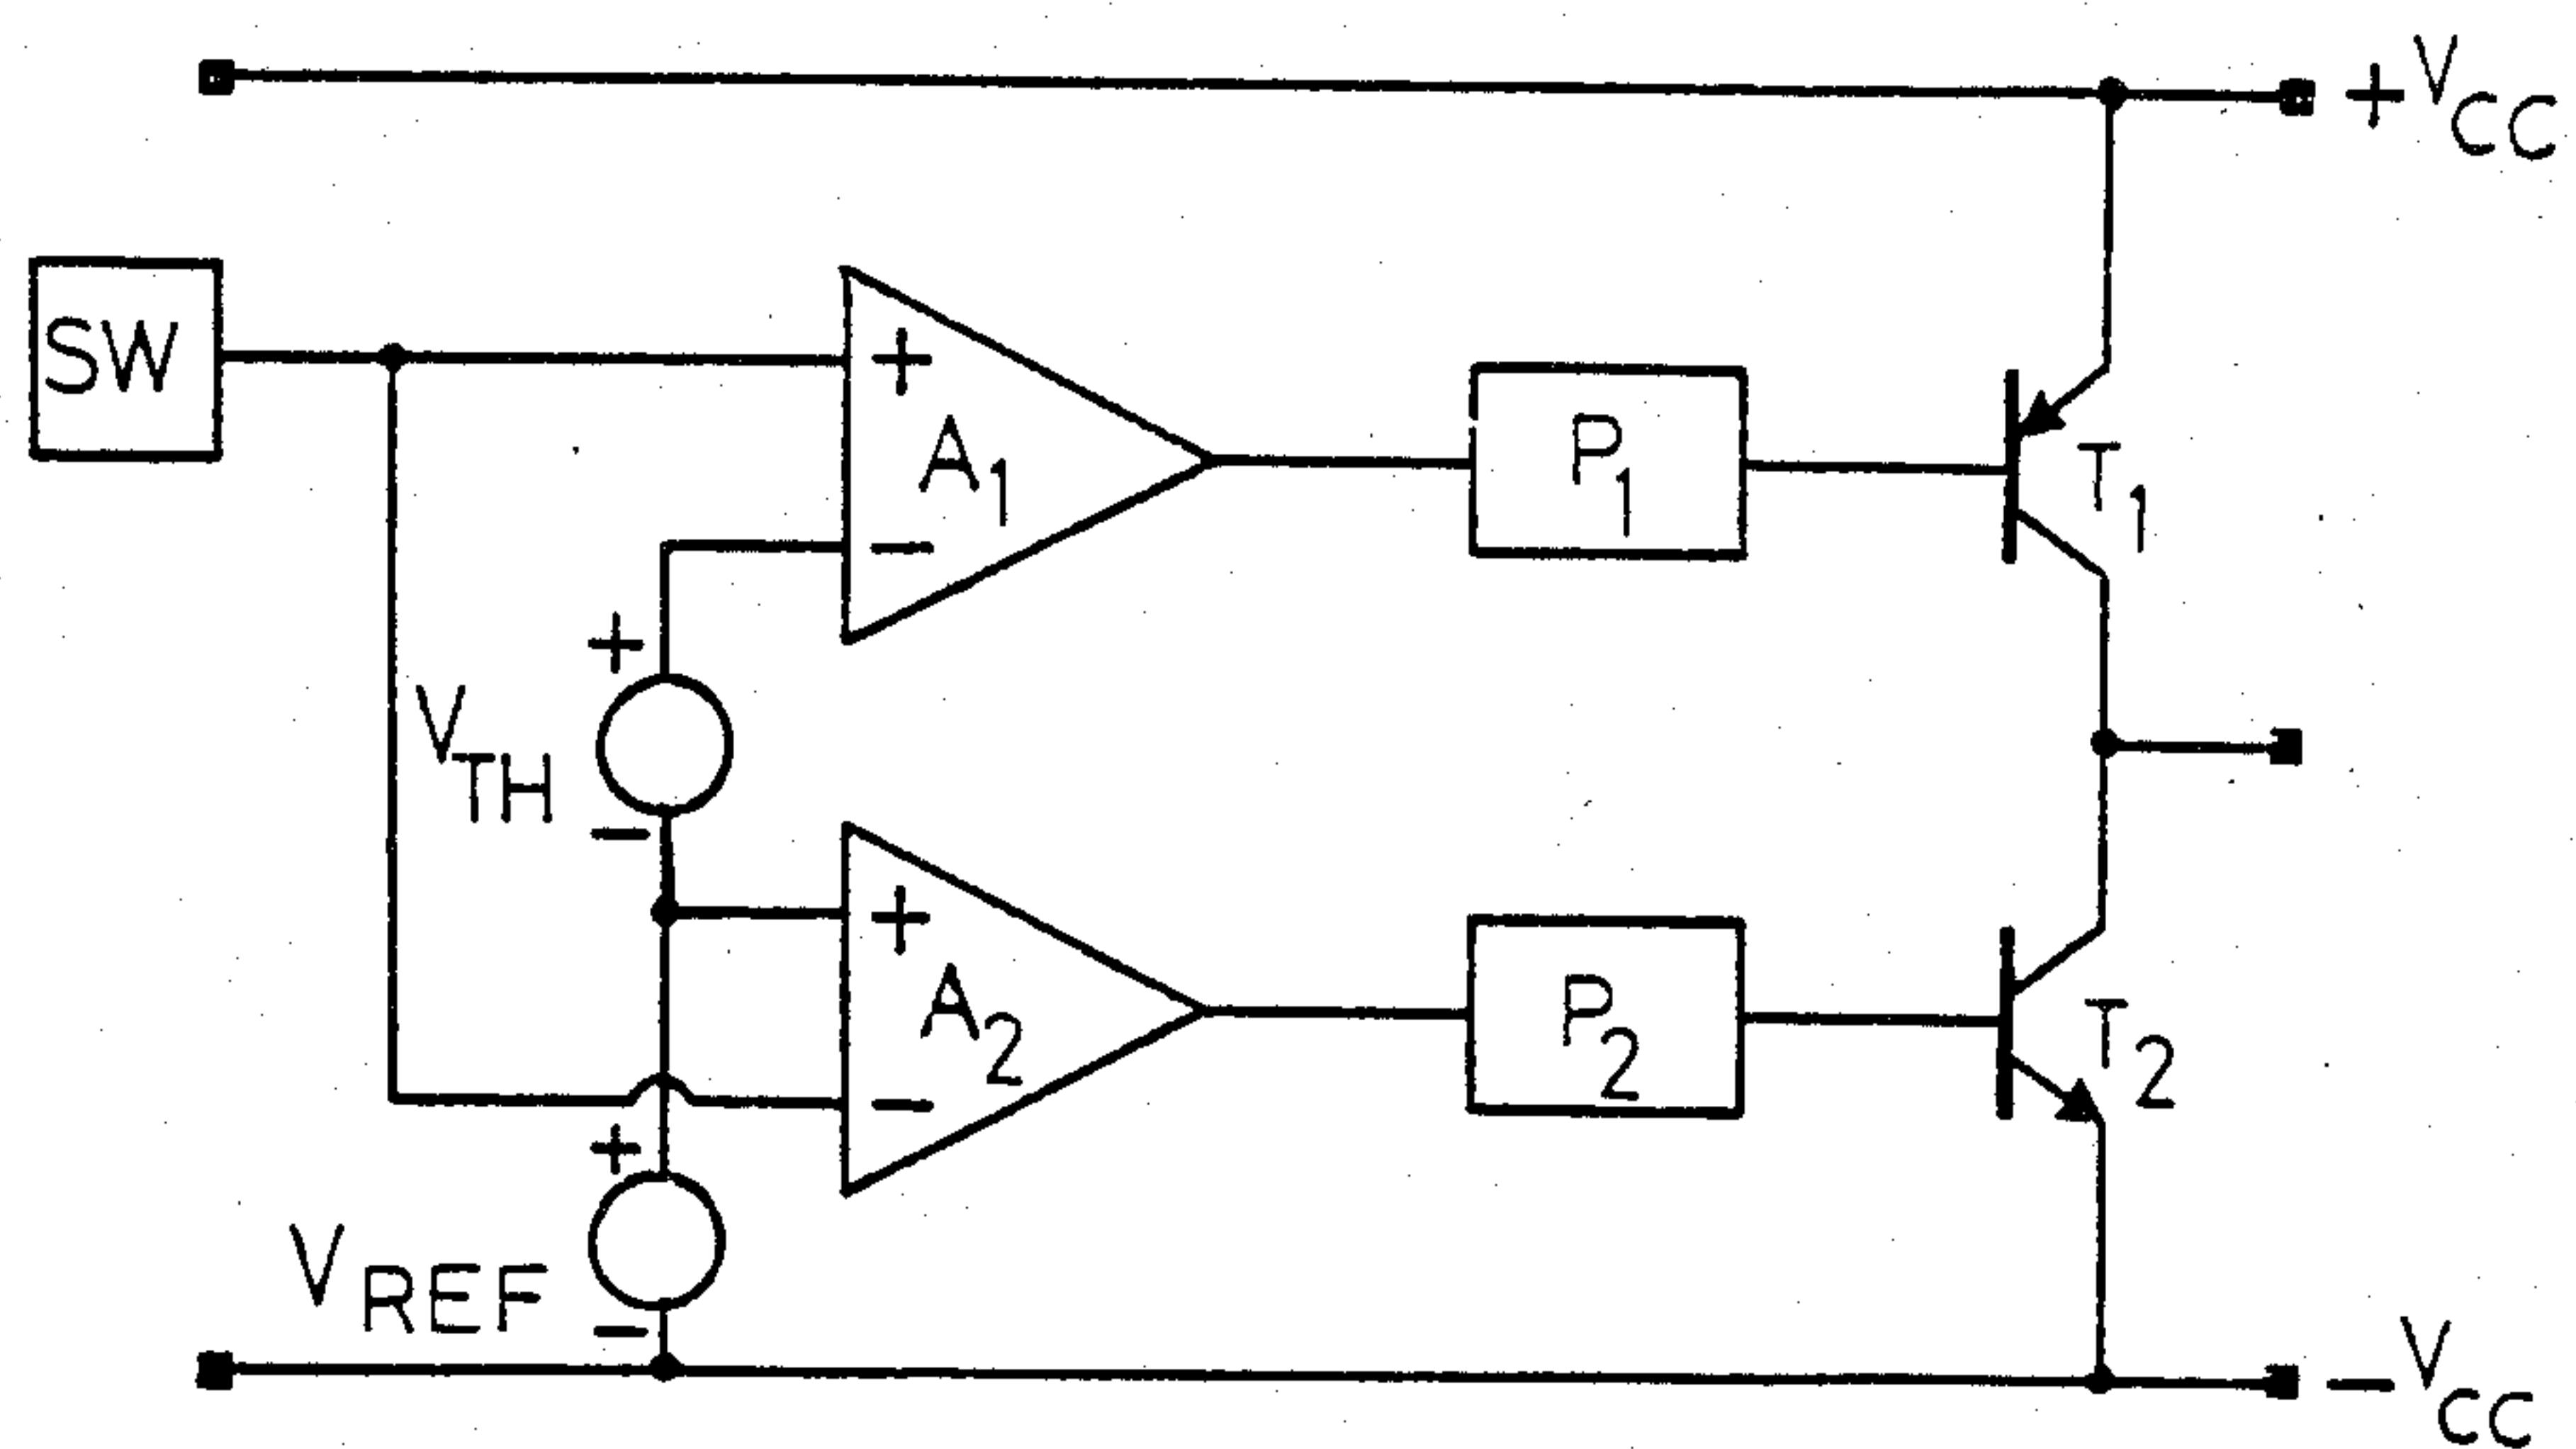 +VCC
SW
+
A1
−
P1
T1
+
VTH
−
+
A2
−
P2
T2
+
VREF
−
−VCC